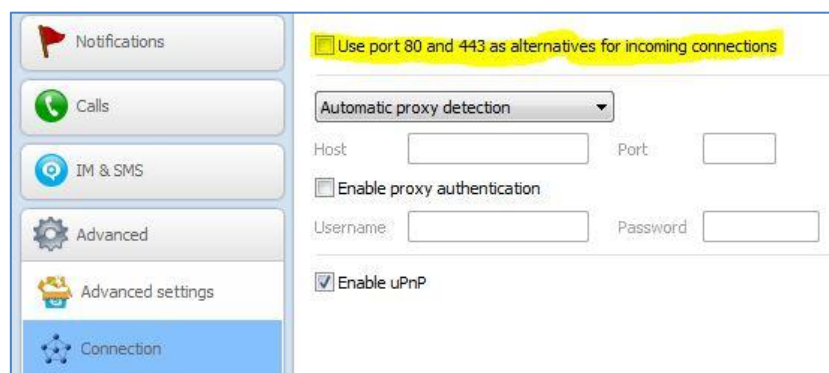 Notifications
Calls
IM & SMS
Advanced
Advanced settings
Connection
Use port 80 and 443 as alternatives for incoming connections
Automatic proxy detection
Host Port
Enable proxy authentication
Username Password
Enable uPnP